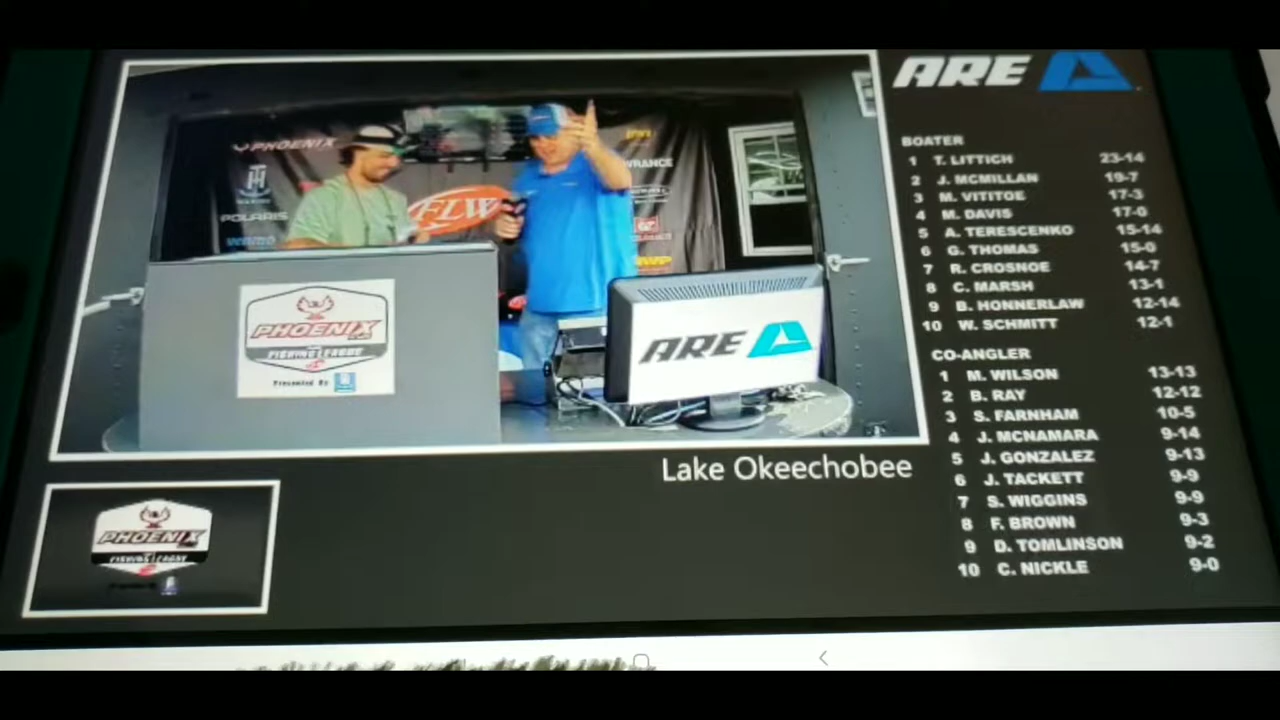 ARE
PHOENIX
POLARIS
FLW
LOWRANCE
PHOENIX
FISHING LEAGUE
Presented By
ARE
Lake Okeechobee
PHOENIX
FISHING LEAGUE
BOATER
1 T. LITTICH 23-14
2 J. MCMILLAN 19-7
3 M. VITITOE 17-3
4 M. DAVIS 17-0
5 A. TERESCENKO 15-14
6 G. THOMAS 15-0
7 R. CROSNOE 14-7
8 C. MARSH 13-1
9 B. HONNERLAW 12-14
10 W. SCHMITT 12-1
CO-ANGLER
1 M. WILSON 13-13
2 B. RAY 12-12
3 S. FARNHAM 10-5
4 J. MCNAMARA 9-14
5 J. GONZALEZ 9-13
6 J. TACKETT 9-9
7 S. WIGGINS 9-9
8 F. BROWN 9-3
9 D. TOMLINSON 9-2
10 C. NICKLE 9-0